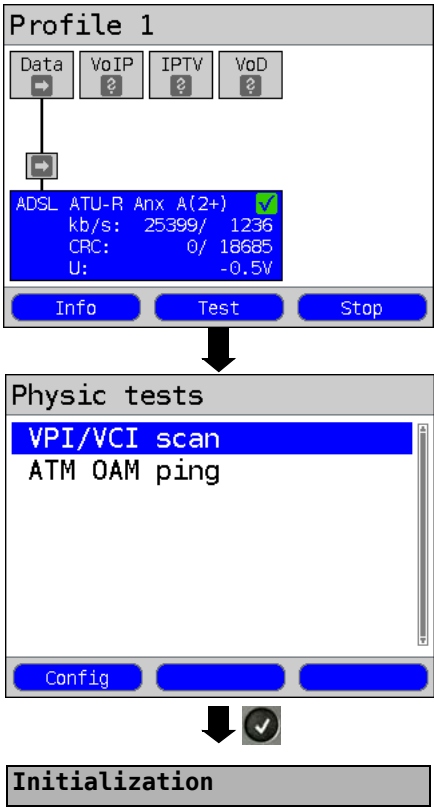 Profile 1
Data VoIP IPTV VoD
ADSL ATU-R Anx A(2+)
kb/s: 25399/ 1236
CRC: 0/ 18685
U: -0.5V
Info Test Stop
Physic tests
VPI/VCI scan
ATM OAM ping
Config
Initialization